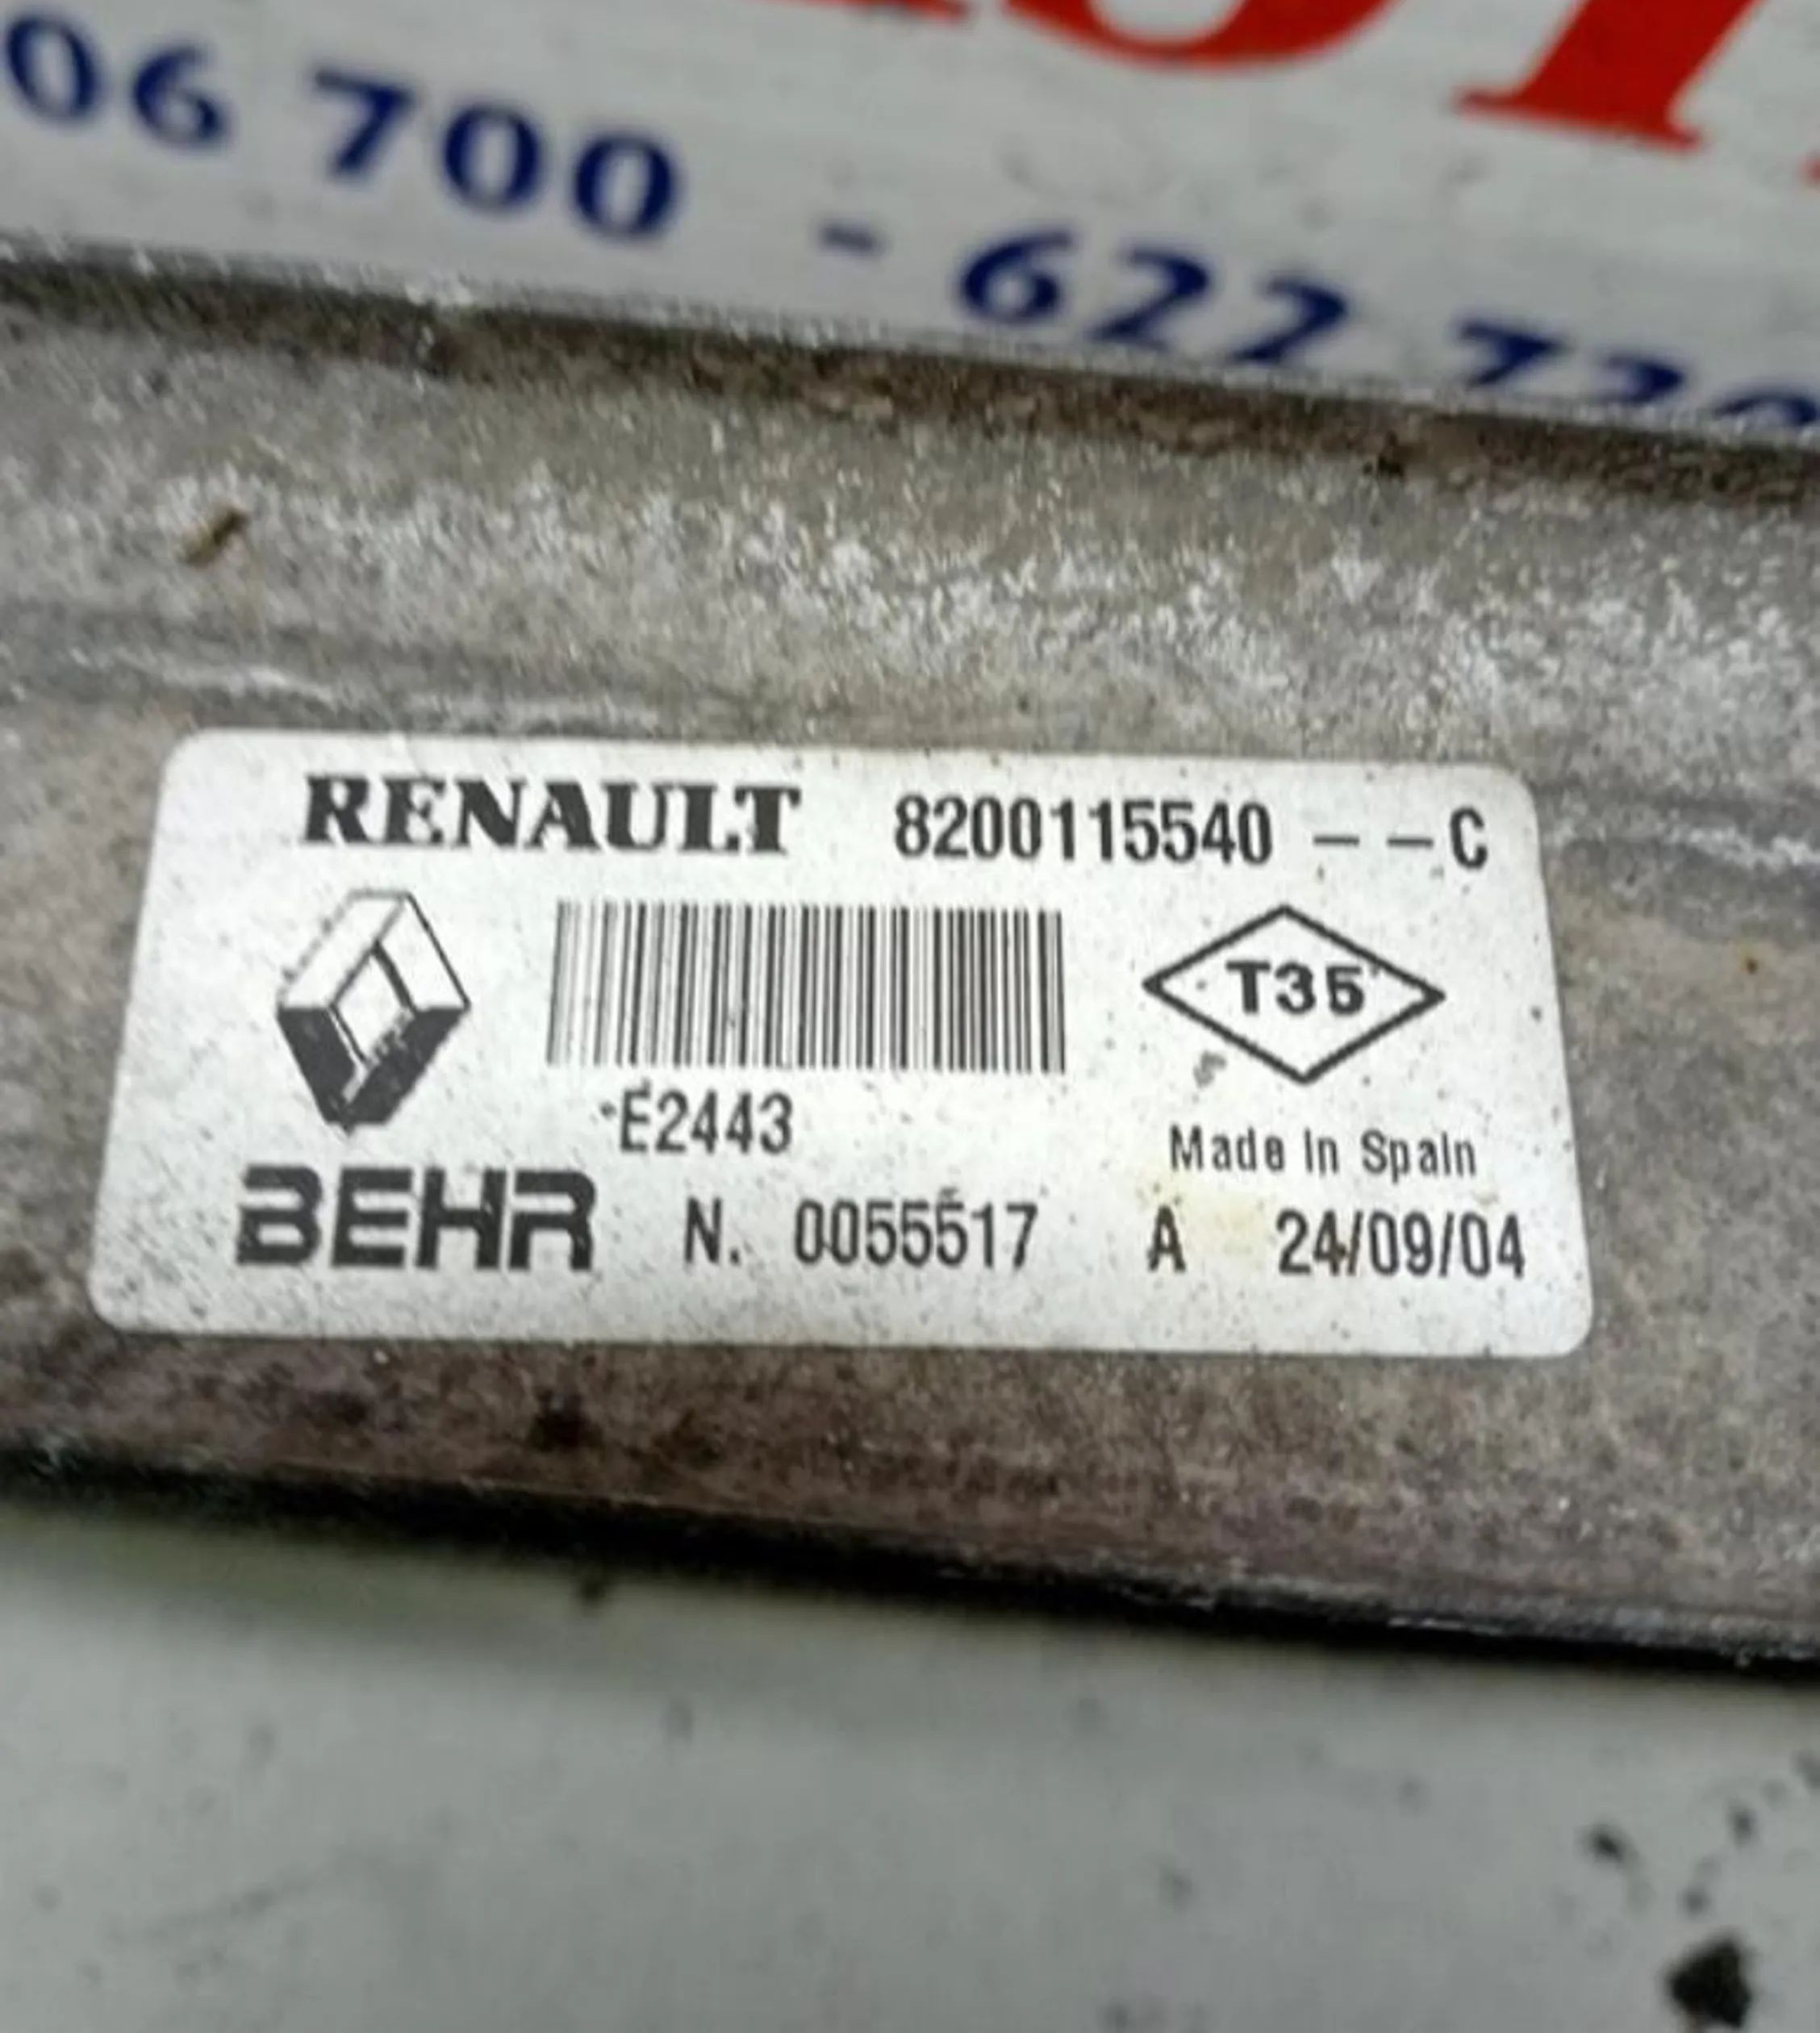 06 700 - 622
RENAULT 8200115540 - - C
T35
E2443
Made In Spain
BEHR N. 0055517 A 24/09/04